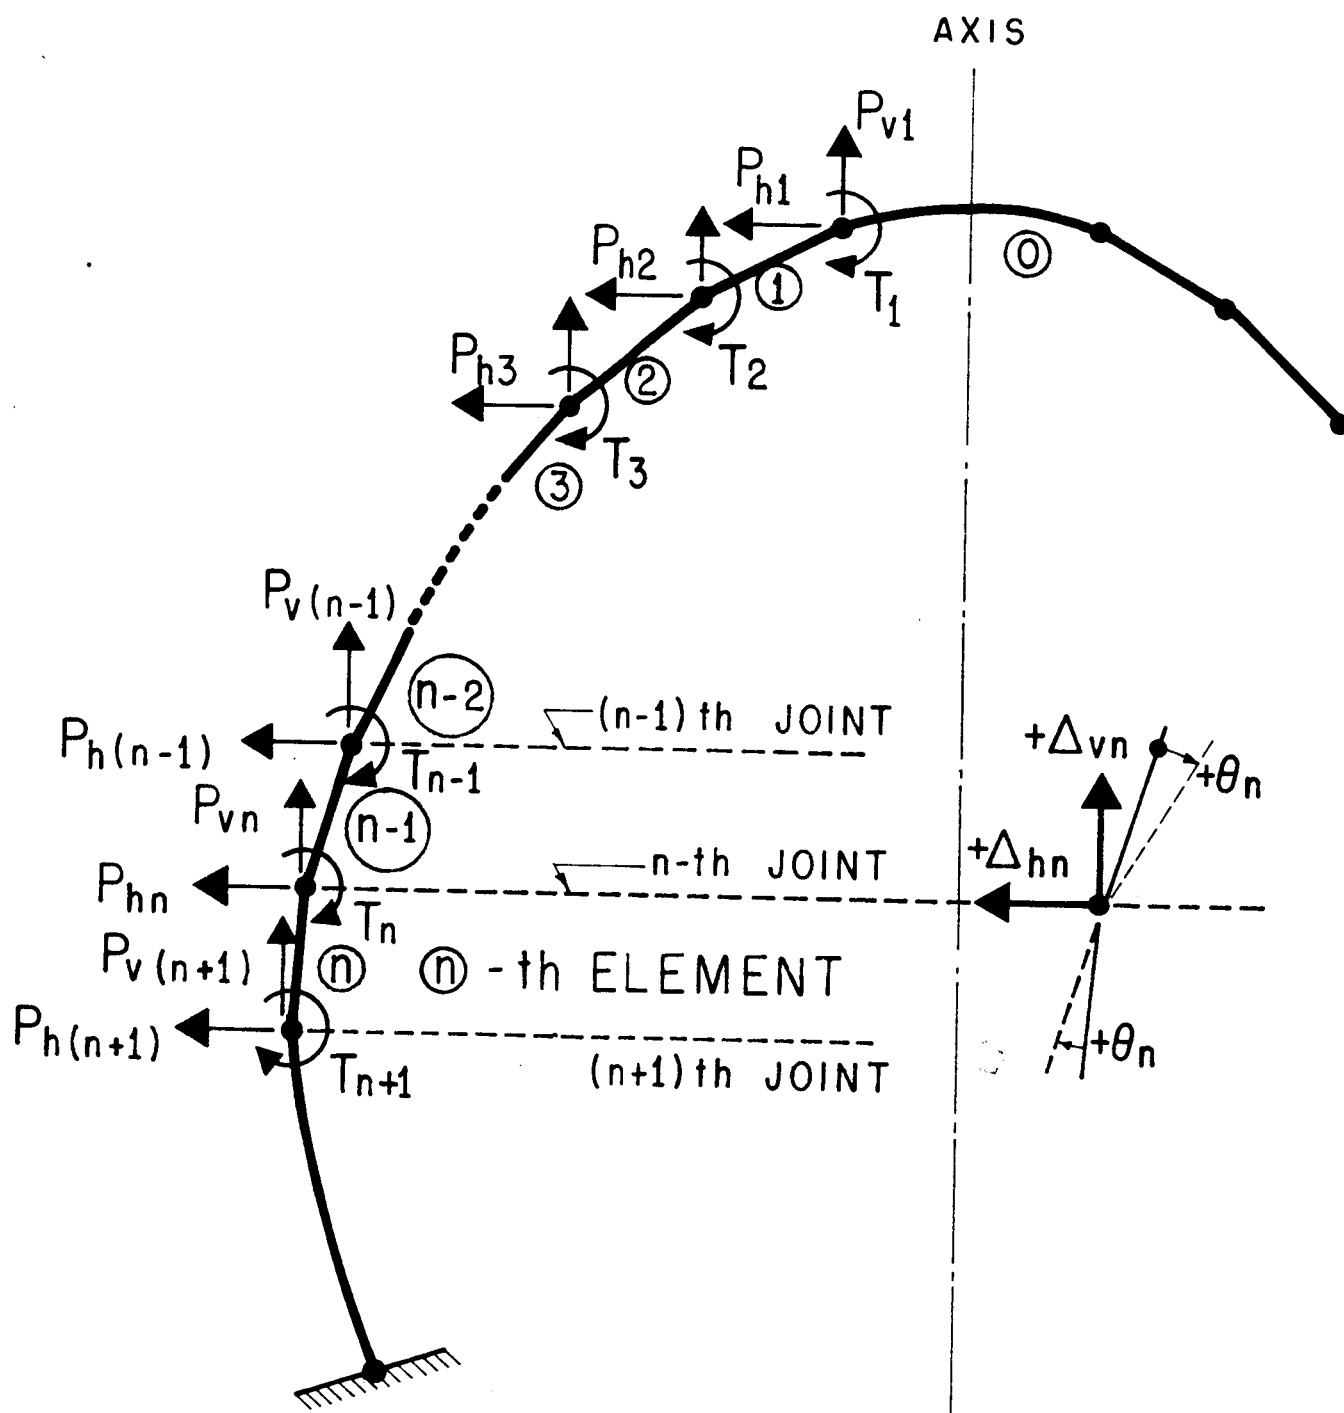 AXIS
Pv1
Ph1
0
Ph2
1
T1
Ph3
2
T2
3
T3
Pv(n-1)
n-2
(n-1)th JOINT
Ph(n-1)
Tn-1
+Δvn
+θn
Pvn
n-1
n-th JOINT
+Δhn
Phn
Tn
Pv(n+1)
n n -th ELEMENT
Ph(n+1)
Tn+1
(n+1)th JOINT
+θn